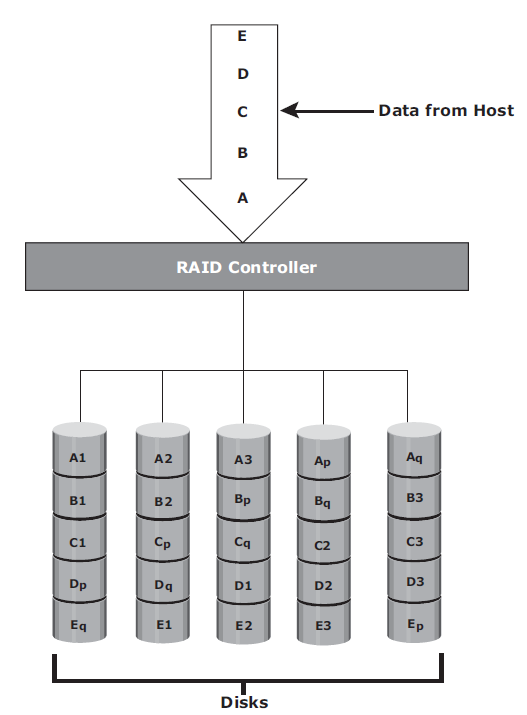 E
D
C
Data from Host
B
A
RAID Controller
A1 A2 A3 Ap Aq
B1 B2 Bp Bq B3
C1 Cp Cq C2 C3
Dp Dq D1 D2 D3
Eq E1 E2 E3 Ep
Disks